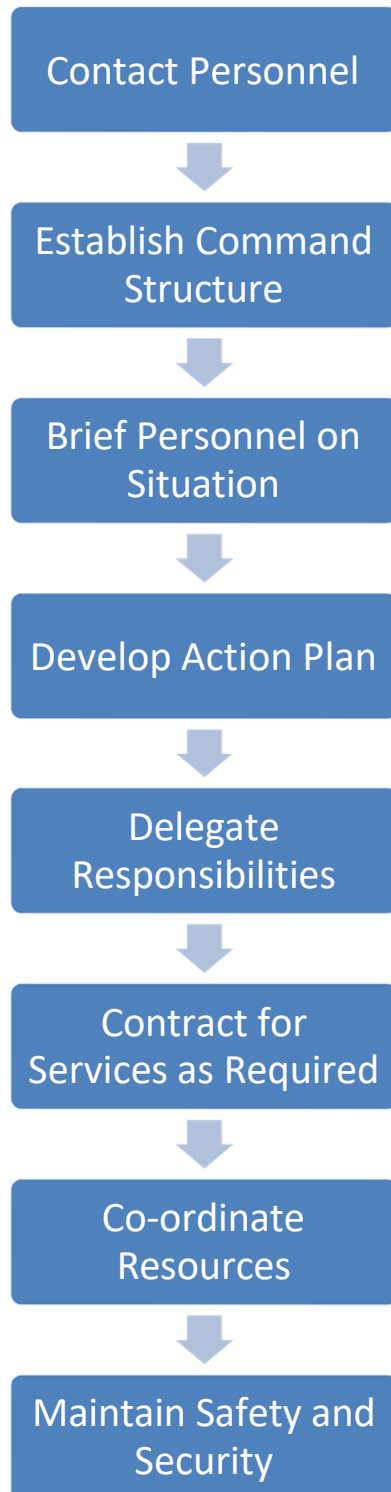 Contact Personnel
Establish Command
Structure
Brief Personnel on
Situation
Develop Action Plan
Delegate
Responsibilities
Contract for
Services as Required
Co-ordinate
Resources
Maintain Safety and
Security